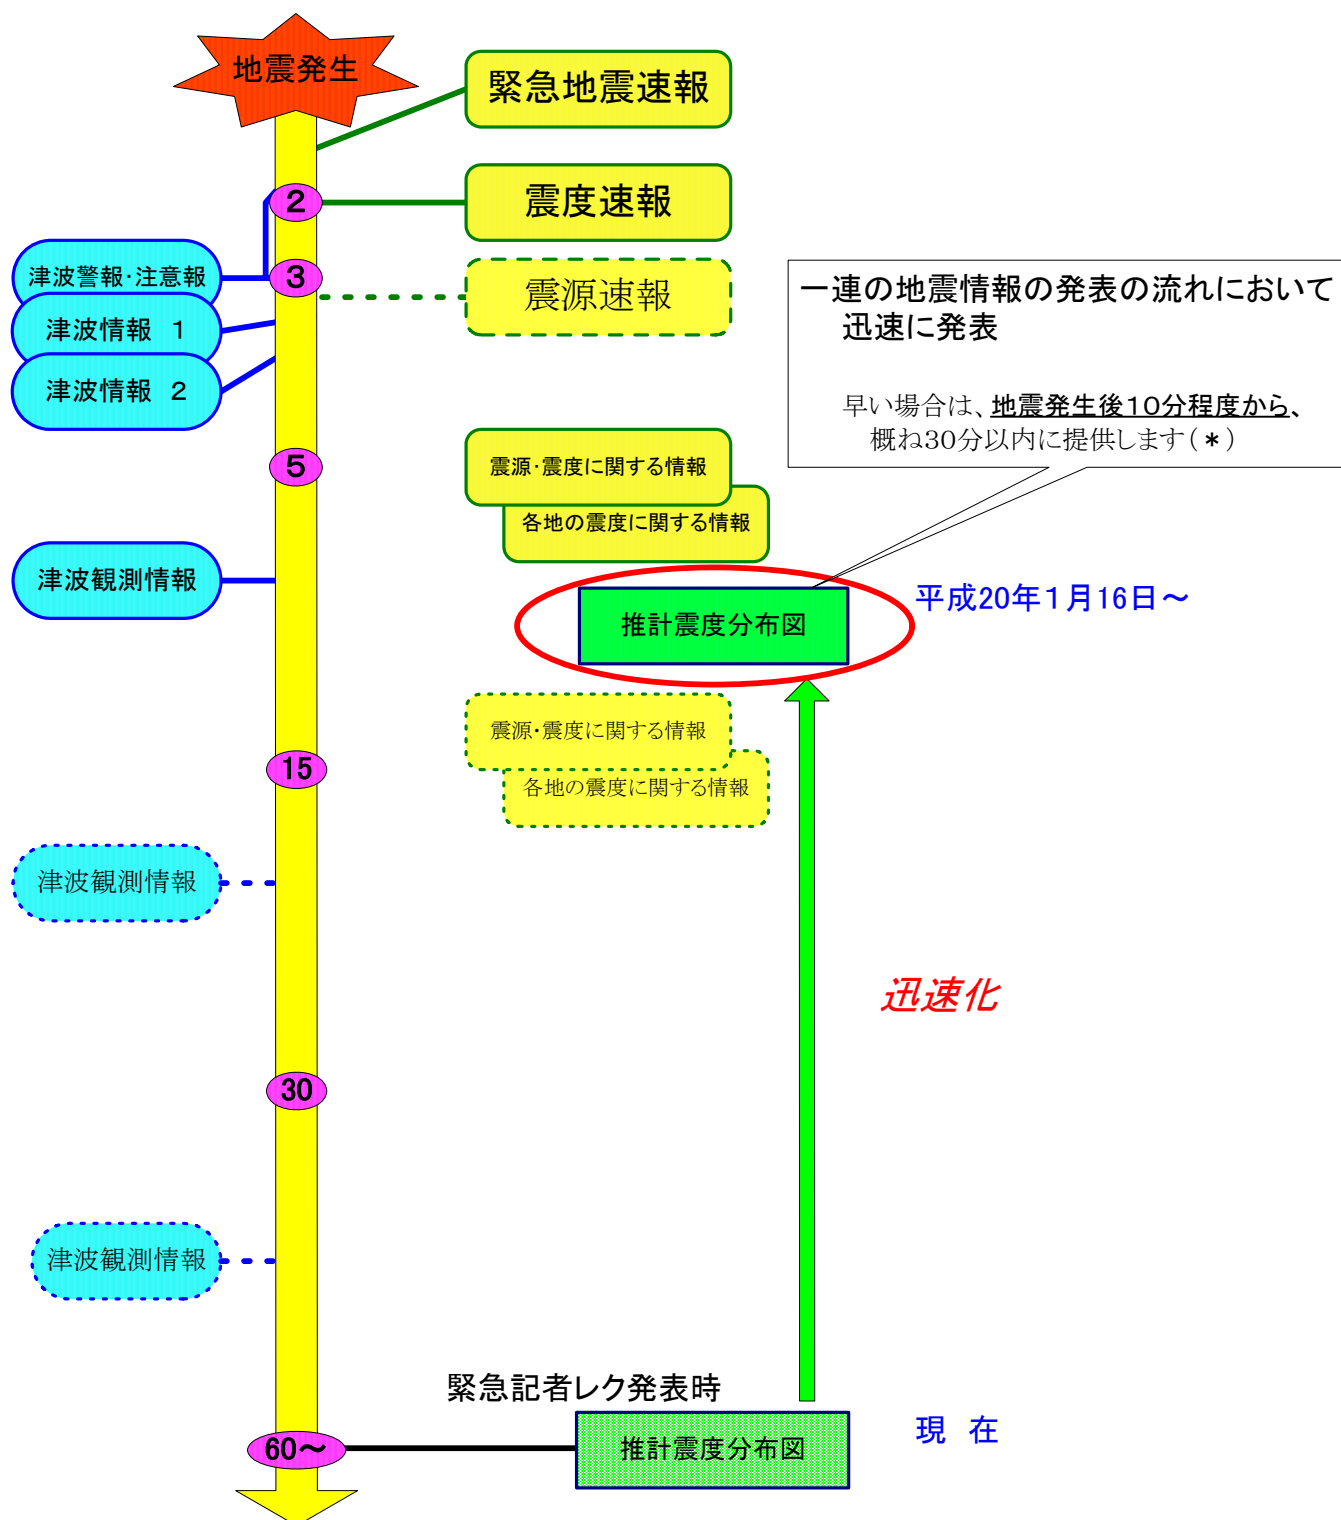 地震発生
緊急地震速報
2
震度速報
津波警報・注意報
3
震源速報
津波情報　1
津波情報　2
一連の地震情報の発表の流れにおいて
迅速に発表
早い場合は、地震発生後10分程度から、
概ね30分以内に提供します(＊)
5
震源・震度に関する情報
各地の震度に関する情報
津波観測情報
推計震度分布図
平成20年1月16日～
震源・震度に関する情報
各地の震度に関する情報
15
津波観測情報
迅速化
30
津波観測情報
緊急記者レク発表時
60～
推計震度分布図
現　在